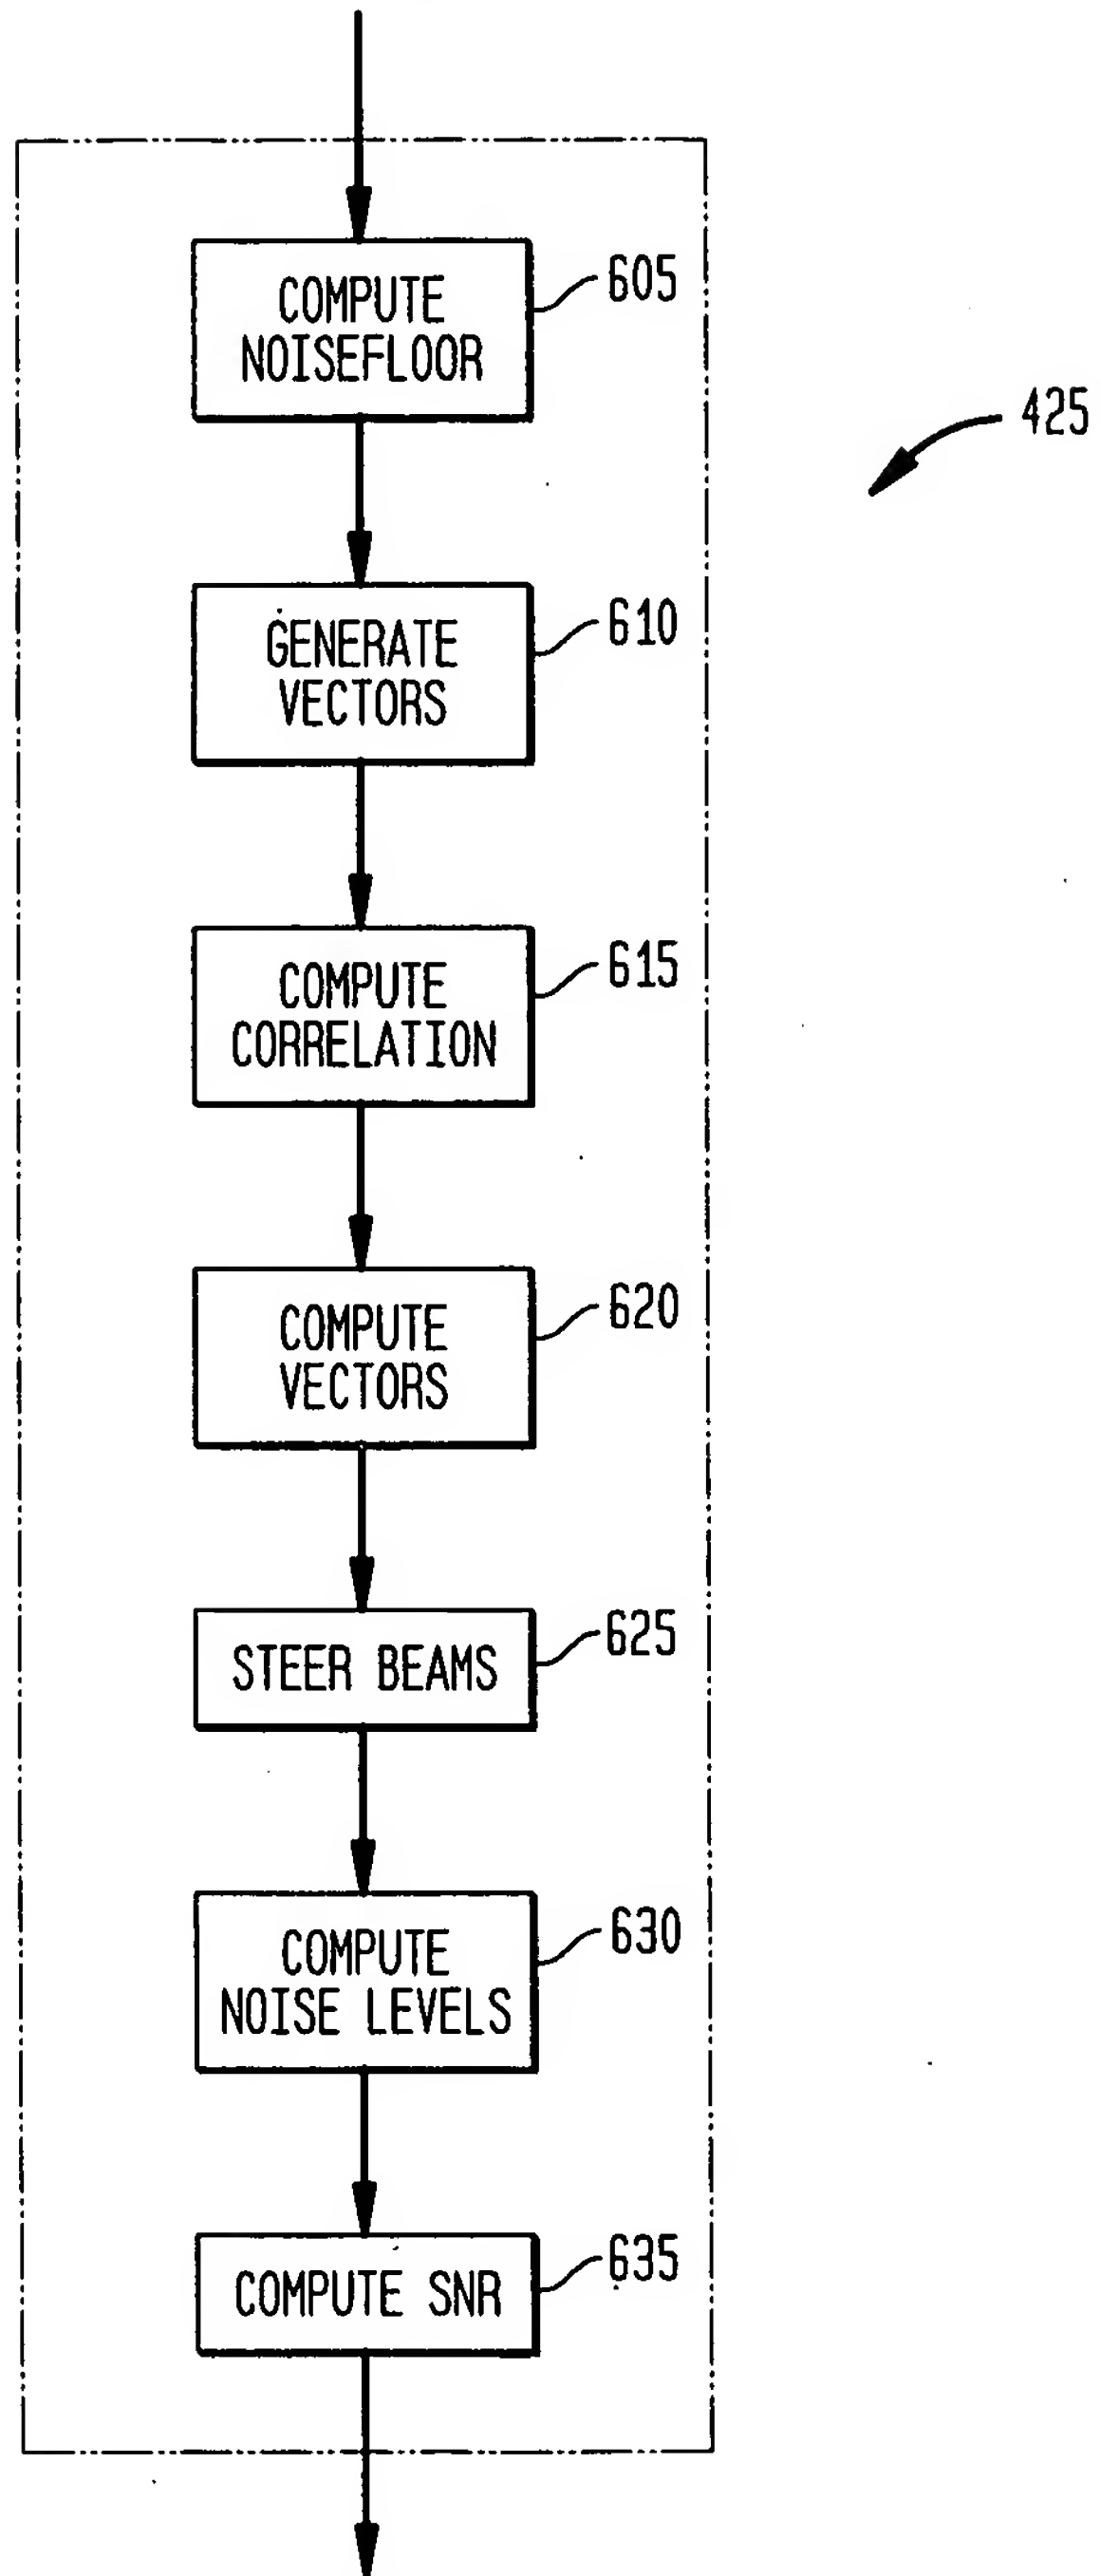 COMPUTE
NOISEFLOOR
605
425
GENERATE
VECTORS
610
COMPUTE
CORRELATION
615
COMPUTE
VECTORS
620
STEER BEAMS
625
COMPUTE
NOISE LEVELS
630
COMPUTE SNR
635